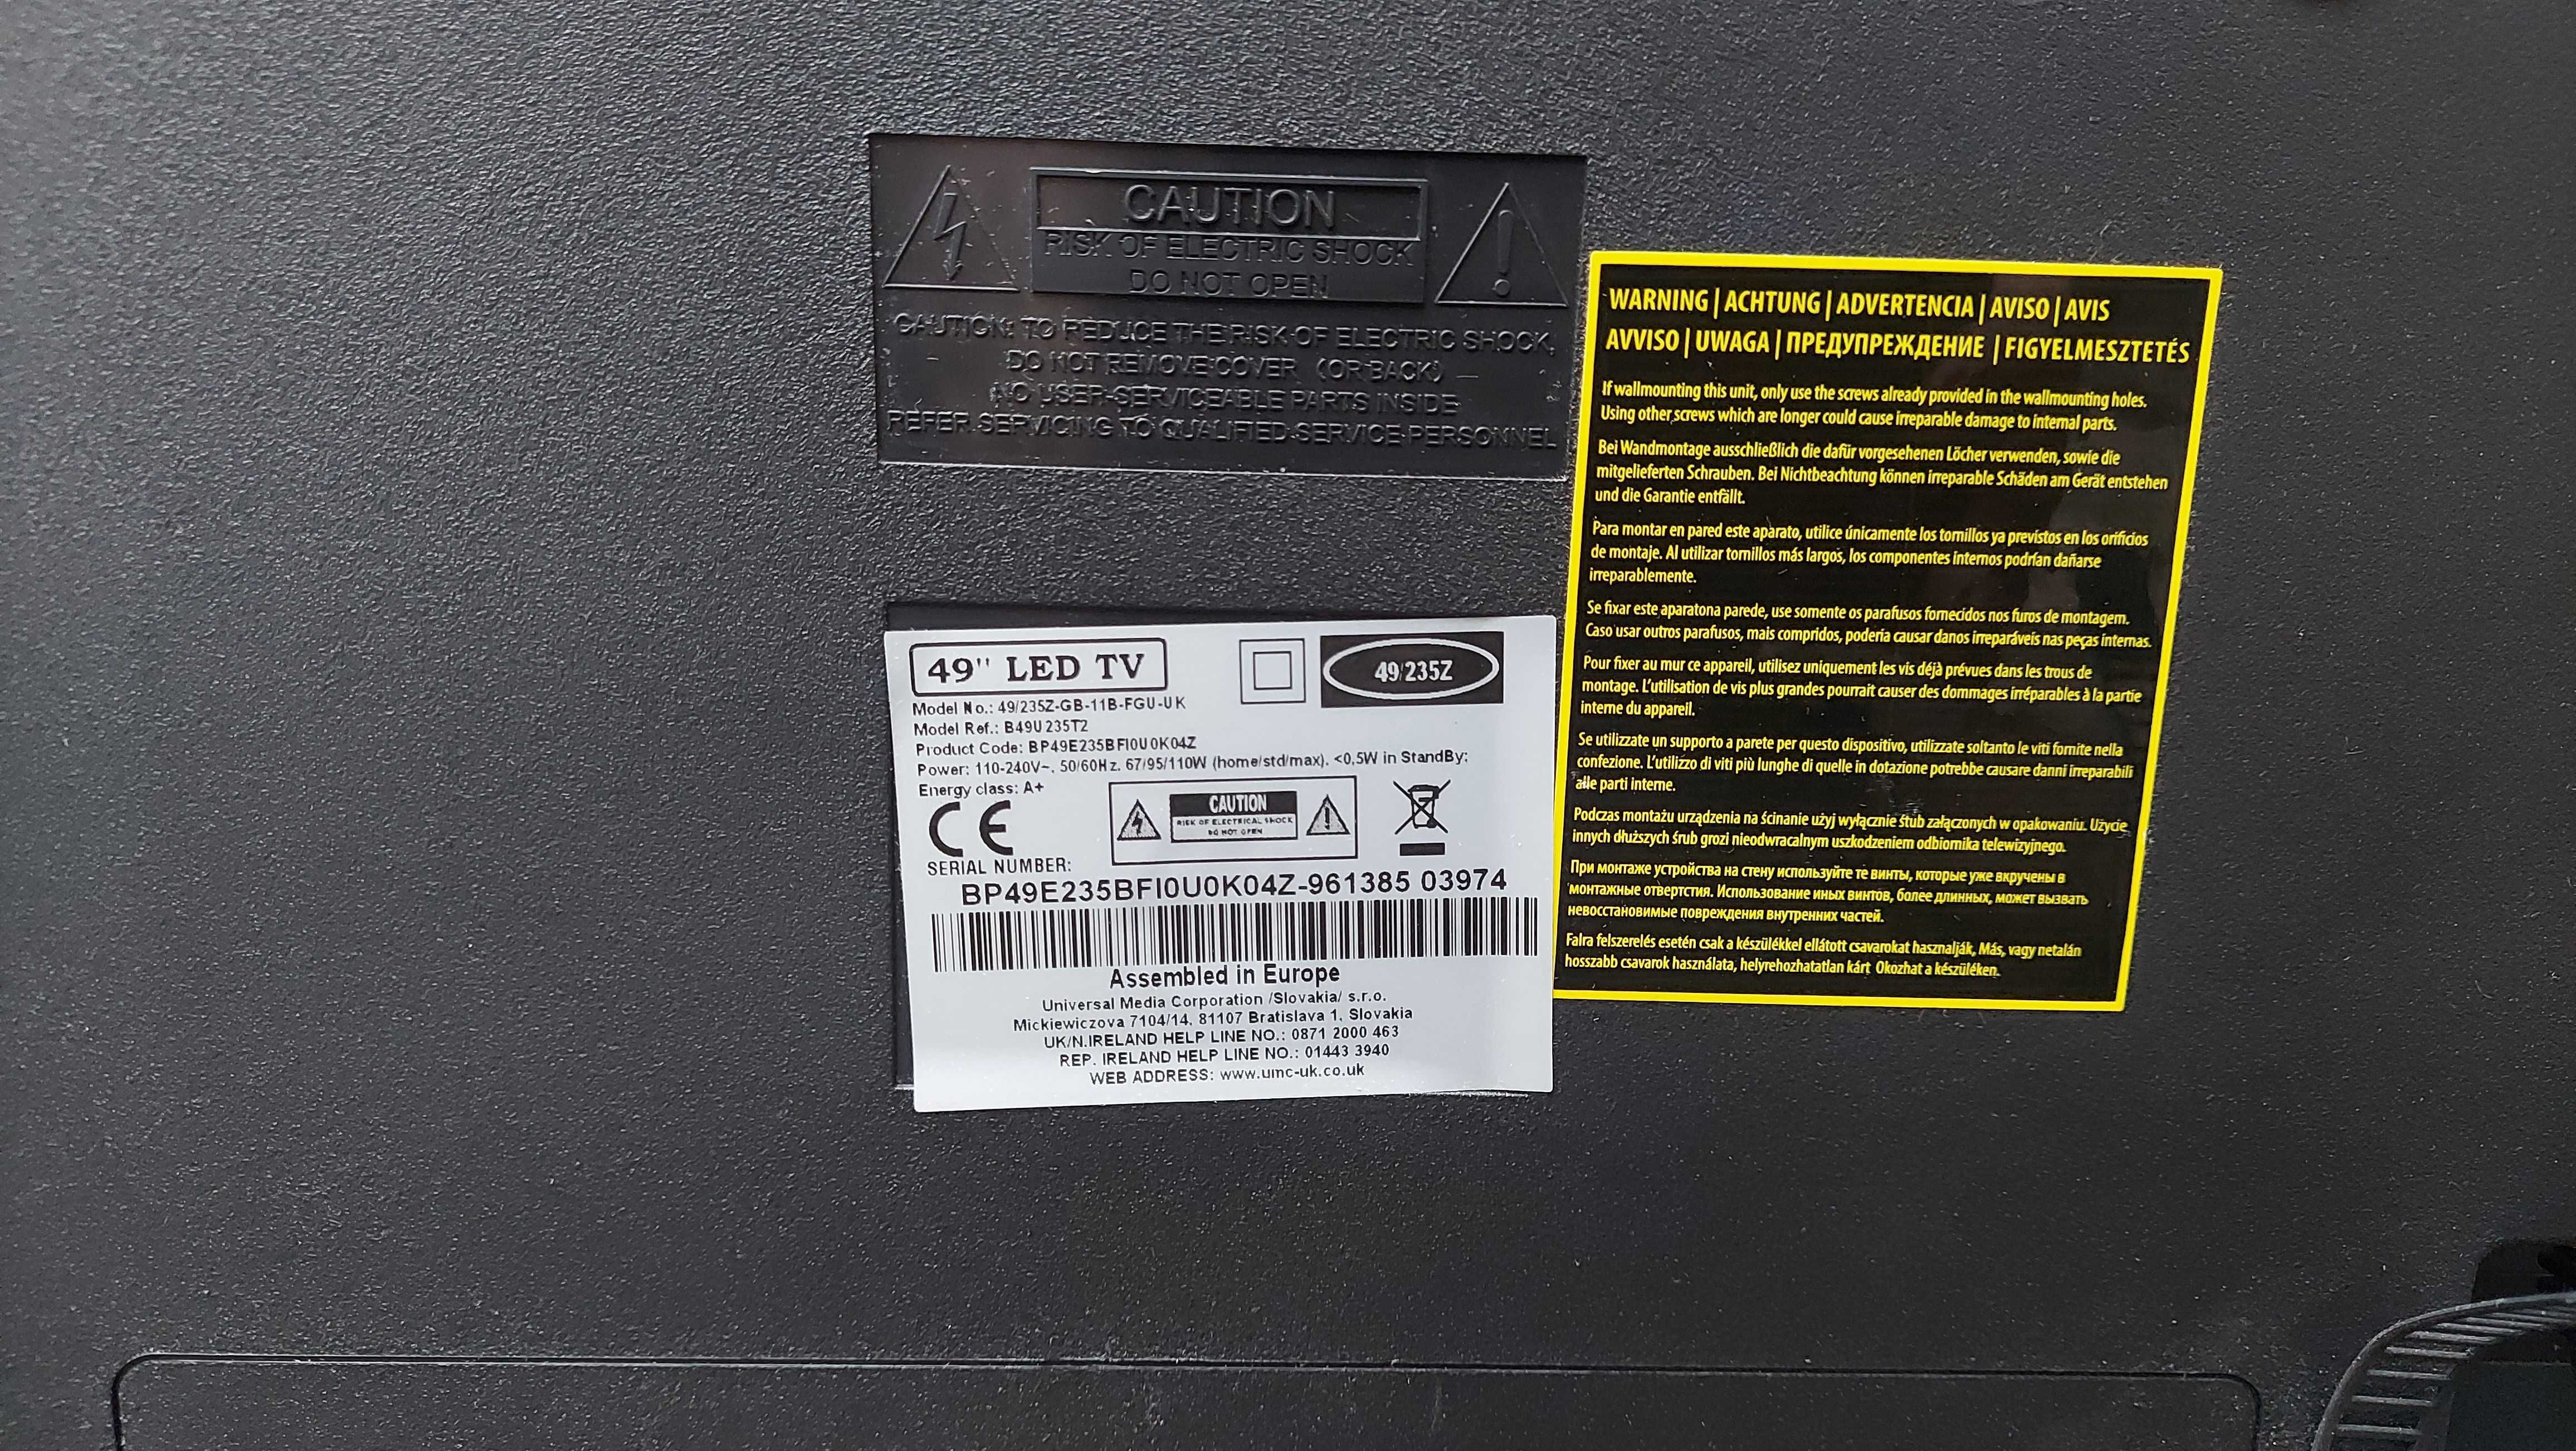 CAUTION
RISK OF ELECTRIC SHOCK
DO NOT OPEN
CAUTION: TO REDUCE THE RISK OF ELECTRIC SHOCK,
DO NOT REMOVE COVER (OR BACK)
NO USER-SERVICEABLE PARTS INSIDE
REFER SERVICING TO QUALIFIED SERVICE PERSONNEL
49" LED TV
49/235Z
Model No.: 49/235Z-GB-11B-FGU-UK
Model Ref.: B49U235T2
Product Code: BP49E235BFI0U0K04Z
Power: 110-240V~, 50/60Hz. 67/95/110W (home/std/max). <0,5W in StandBy:
Energy class: A+
CE
CAUTION
RISK OF ELECTRICAL SHOCK
DO NOT OPEN
SERIAL NUMBER:
BP49E235BFI0U0K04Z-961385 03974
Assembled in Europe
Universal Media Corporation /Slovakia/ s.r.o.
Mickiewiczova 7104/14, 81107 Bratislava 1, Slovakia
UK/N.IRELAND HELP LINE NO.: 0871 2000 463
REP. IRELAND HELP LINE NO.: 01443 3940
WEB ADDRESS: www.umc-uk.co.uk
WARNING | ACHTUNG | ADVERTENCIA | AVISO | AVIS
AVVISO | UWAGA | ПРЕДУПРЕЖДЕНИЕ | FIGYELMESZTETÉS
If wallmounting this unit, only use the screws already provided in the wallmounting holes.
Using other screws which are longer could cause irreparable damage to internal parts.
Bei Wandmontage ausschließlich die dafür vorgesehenen Löcher verwenden, sowie die
mitgelieferten Schrauben. Bei Nichtbeachtung können irreparable Schäden am Gerät entstehen
und die Garantie entfällt.
Para montar en pared este aparato, utilice únicamente los tornillos ya previstos en los orificios
de montaje. Al utilizar tornillos más largos, los componentes internos podrían dañarse
irreparablemente.
Se fixar este aparatona parede, use somente os parafusos fornecidos nos furos de montagem.
Caso usar outros parafusos, mais compridos, poderia causar danos irreparáveis nas peças internas.
Pour fixer au mur ce appareil, utilisez uniquement les vis déjà prévues dans les trous de
montage. L'utilisation de vis plus grandes pourrait causer des dommages irréparables à la partie
interne du appareil.
Se utilizzate un supporto a parete per questo dispositivo, utilizzate soltanto le viti fornite nella
confezione. L'utilizzo di viti più lunghe di quelle in dotazione potrebbe causare danni irreparabili
alle parti interne.
Podczas montażu urządzenia na ścinanie użyj wyłącznie śtub załączonych w opakowaniu. Użycie
innych dłuższych śrub grozi nieodwracalnym uszkodzeniem odbiornika telewizyjnego.
При монтаже устройства на стену используйте те винты, которые уже вкручены в
монтажные отверстия. Использование иных винтов, более длинных, может вызвать
невосстановимые повреждения внутренних частей.
Falra felszerelés esetén csak a készülékkel ellátott csavarokat hasznalják, Más, vagy netalán
hosszabb csavarok használata, helyrehozhatatlan kárt Okozhat a készüléken.